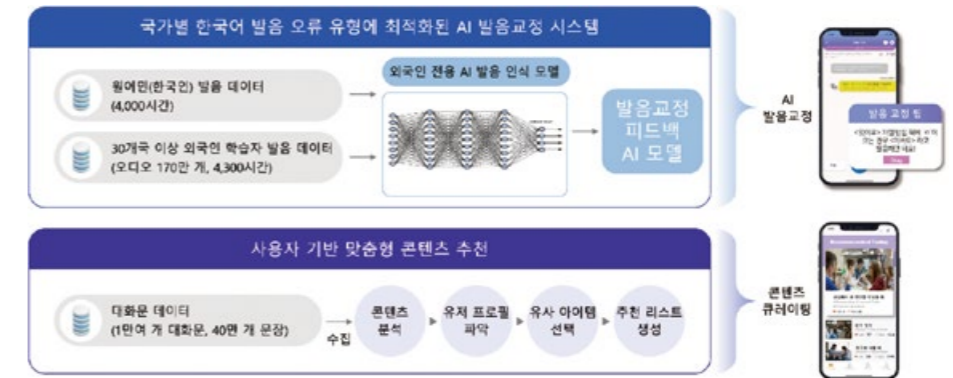 국가별 한국어 발음 오류 유형에 최적화된 AI 발음교정 시스템
원어민(한국인) 발음 데이터
(4,000시간)
30개국 이상 외국인 학습자 발음 데이터
(오디오 170만 개, 4,300시간)
외국인 전용 AI 발음 인식 모델
발음교정
피드백
AI 모델
AI
발음교정
발음 교정 팁
사용자 기반 맞춤형 콘텐츠 추천
대화문 데이터
(1만여 개 대화문, 40만 개 문장)
수집
콘텐츠
분석
유저 프로필
파악
유사 아이템
선택
추천 리스트
생성
콘텐츠
큐레이팅